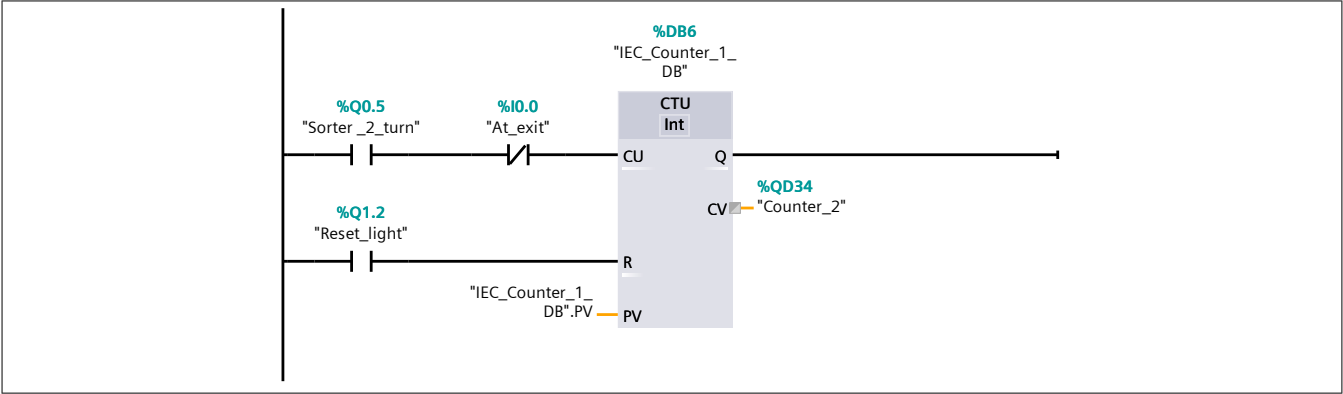 %DB6
"IEC_Counter_1_
DB"
%Q0.5
"Sorter _2_turn"
%I0.0
"At_exit"
CTU
Int
CU
Q
%QD34
CV
"Counter_2"
%Q1.2
"Reset_light"
R
"IEC_Counter_1_
DB".PV
PV